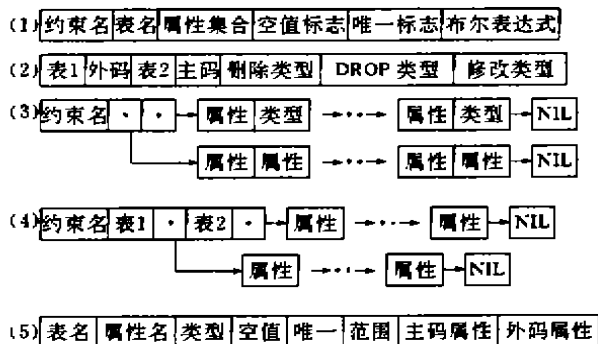 (1) 约束名 表名 属性集合 空值标志 唯一标志 布尔表达式
(2) 表1 外码 表2 主码 删除类型 DROP 类型 修改类型
(3) 约束名 · · 属性 类型 属性 类型 NIL
属性 属性 属性 属性 NIL
(4) 约束名 表1 · 表2 · 属性 属性 NIL
属性 属性 NIL
(5) 表名 属性名 类型 空值 唯一 范围 主码属性 外码属性